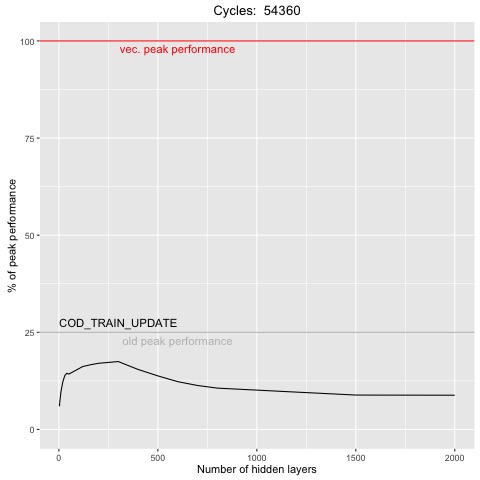 Cycles: 54360
100
vec. peak performance
75
% of peak performance
50
COD_TRAIN_UPDATE
25
old peak performance
0
0 500 1000 1500 2000
Number of hidden layers